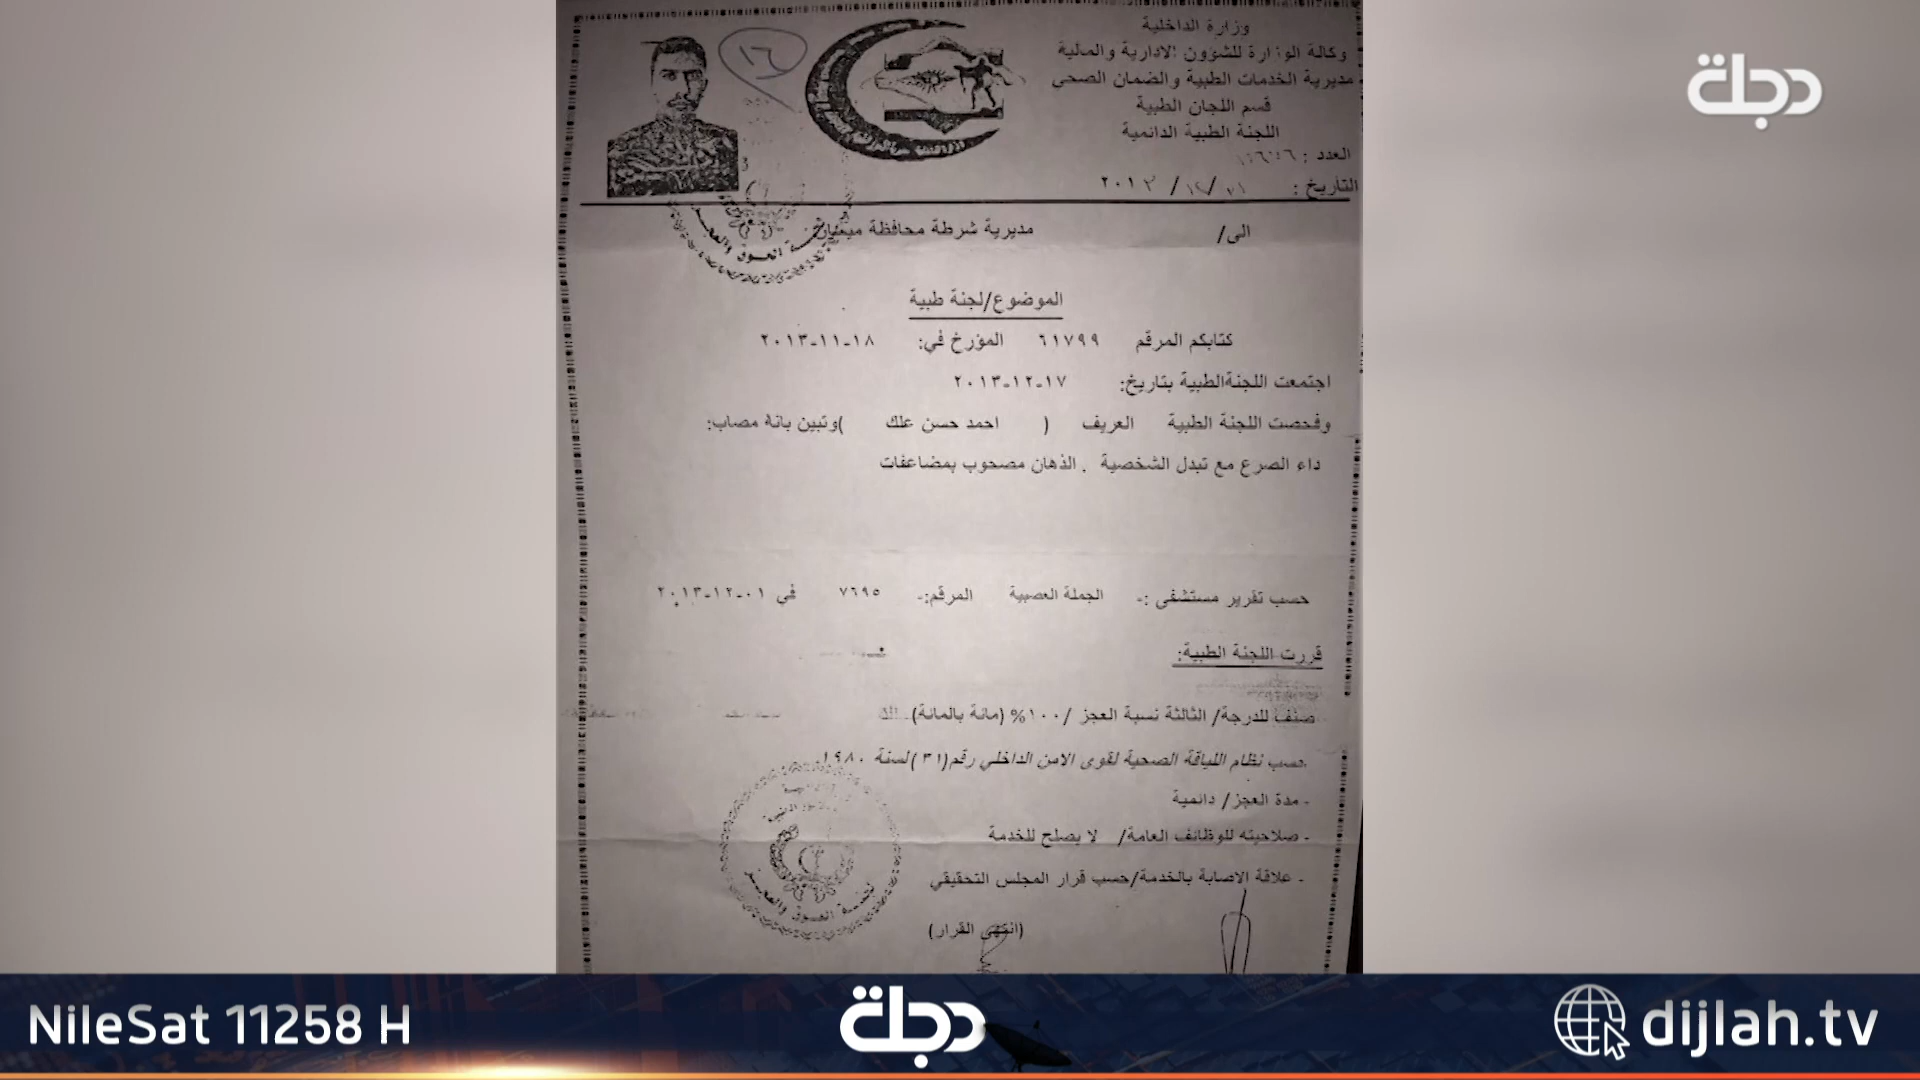 وزارة الداخلية
وكالة الوزارة للشؤون الادارية والمالية
مديرية الخدمات الطبية والضمان الصحي
قسم اللجان الطبية
اللجنة الطبية الدائمية
العدد :
التاريخ :
١٦
دجلة
الى/ مديرية شرطة محافظة ميسان
الموضوع/لجنة طبية
كتابكم المرقم ٦١٧٩٩ المؤرخ في: ١٨-١١-٢٠١٣
اجتمعت اللجنةالطبية بتاريخ: ١٧-١٢-٢٠١٣
وفحصت اللجنة الطبية العريف ( احمد حسن علك )وتبين بانة مصاب:
داء الصرع مع تبدل الشخصية . الذهان مصحوب بمضاعفات
حسب تقرير مستشفى :- الجملة العصبية المرقم:- ٧٦٩٥ في ٠١-١٢-٢٠١٣
قررت اللجنة الطبية:
صنف للدرجة/ الثالثة نسبة العجز /١٠٠% (مائة بالمائة)
حسب نظام اللياقة الصحية لقوى الامن الداخلي رقم(٣١)لسنة ١٩٨٠
- مدة العجز/ دائمية
- صلاحيته للوظائف العامة/ لا يصلح للخدمة
- علاقة الاصابة بالخدمة/حسب قرار المجلس التحقيقي
(انتهى القرار)
NileSat 11258 H
دجلة
dijlah.tv